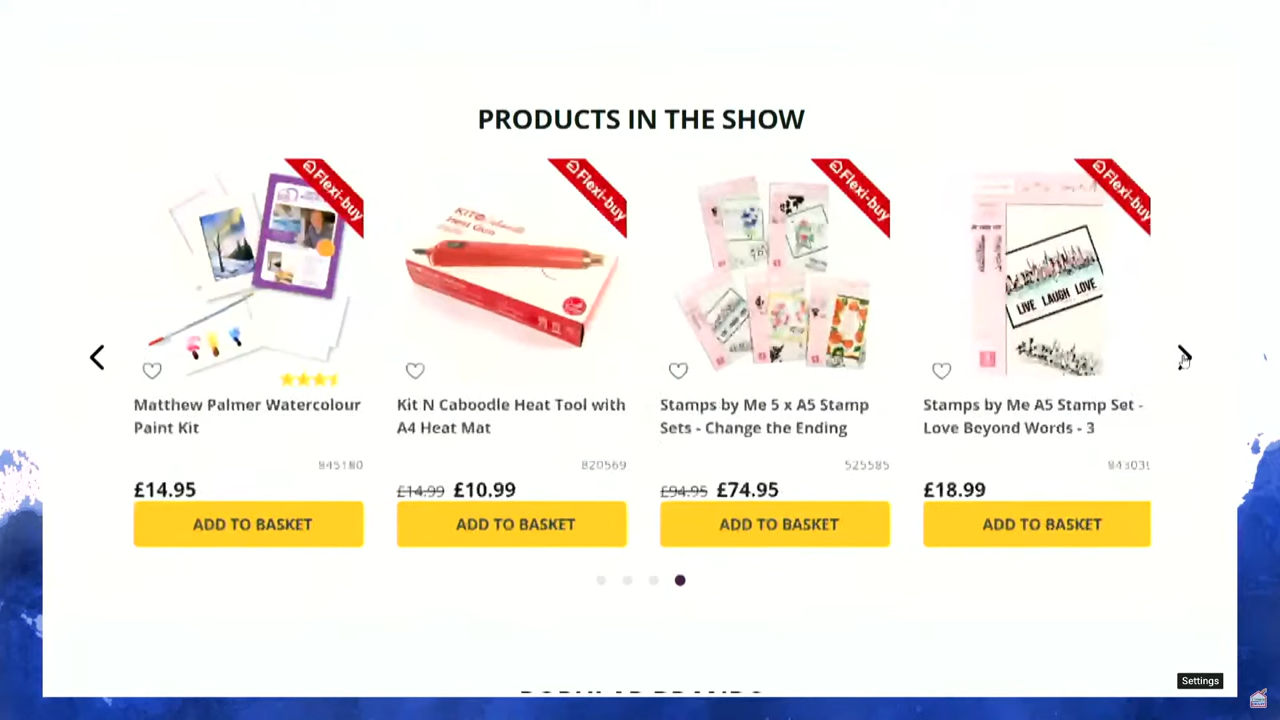 PRODUCTS IN THE SHOW
Flexi-buy
Flexi-buy
Flexi-buy
Flexi-buy
LIVE LAUGH LOVE
Matthew Palmer Watercolour
Paint Kit
Kit N Caboodle Heat Tool with
A4 Heat Mat
Stamps by Me 5 x A5 Stamp
Sets - Change the Ending
Stamps by Me A5 Stamp Set -
Love Beyond Words - 3
845180
820569
525585
£14.95
£14.99 £10.99
£94.95 £74.95
£18.99
ADD TO BASKET
ADD TO BASKET
ADD TO BASKET
ADD TO BASKET
POPULAR BRANDS
Settings